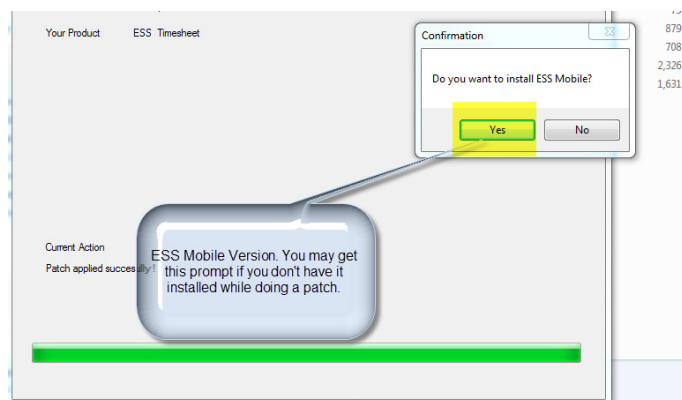 Your Product ESS Timesheet
Confirmation
Do you want to install ESS Mobile?
Yes No
879
708
2,326
1,631
Current Action
Patch applied succesully !
ESS Mobile Version. You may get
this prompt if you don't have it
installed while doing a patch.